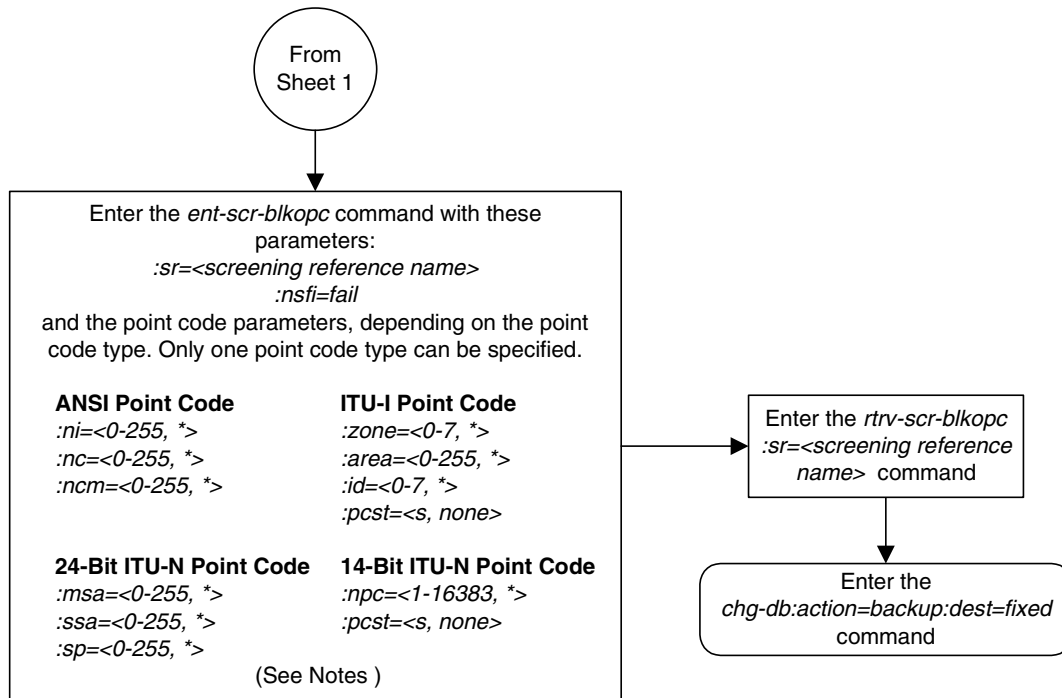 From
Sheet 1
Enter the ent-scr-blkopc command with these
parameters:
:sr=<screening reference name>
:nsfi=fail
and the point code parameters, depending on the point
code type. Only one point code type can be specified.
ANSI Point Code
:ni=<0-255, *>
:nc=<0-255, *>
:ncm=<0-255, *>
ITU-I Point Code
:zone=<0-7, *>
:area=<0-255, *>
:id=<0-7, *>
:pcst=<s, none>
24-Bit ITU-N Point Code
:msa=<0-255, *>
:ssa=<0-255, *>
:sp=<0-255, *>
14-Bit ITU-N Point Code
:npc=<1-16383, *>
:pcst=<s, none>
(See Notes )
Enter the rtrv-scr-blkopc
:sr=<screening reference
name> command
Enter the
chg-db:action=backup:dest=fixed
command